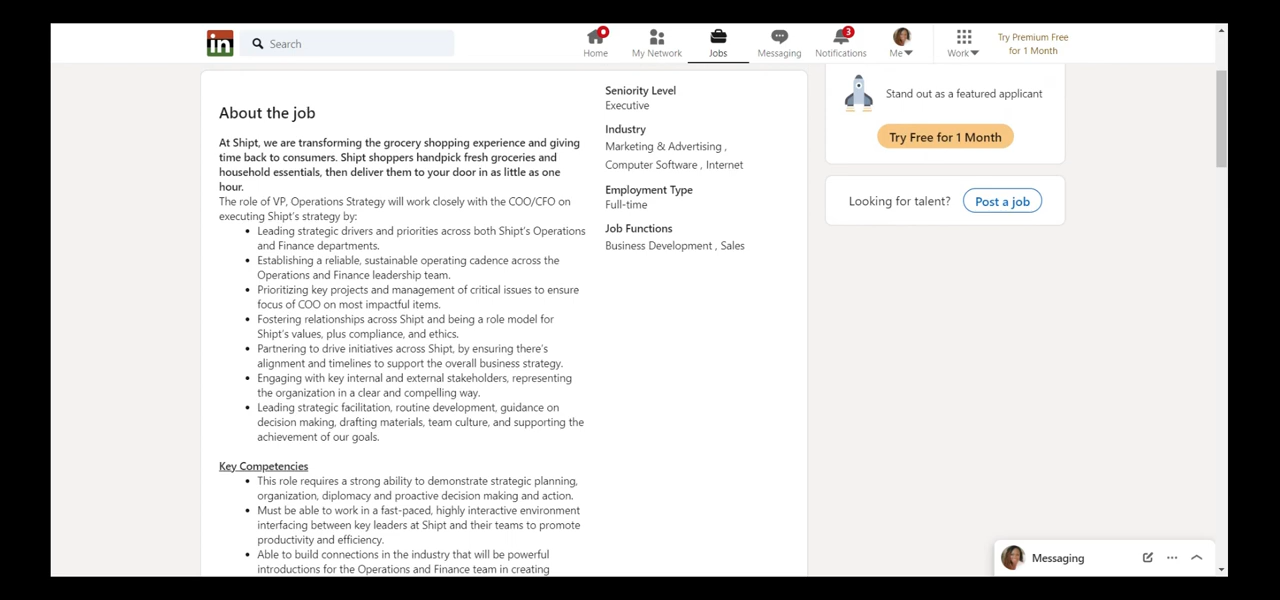 in
Search
Home
My Network
Jobs
Messaging
3
Notifications
Me
Work
Try Premium Free
for 1 Month
About the job
At Shipt, we are transforming the grocery shopping experience and giving
time back to consumers. Shipt shoppers handpick fresh groceries and
household essentials, then deliver them to your door in as little as one
hour.
The role of VP, Operations Strategy will work closely with the COO/CFO on
executing Shipt's strategy by:
• Leading strategic drivers and priorities across both Shipt's Operations
and Finance departments.
• Establishing a reliable, sustainable operating cadence across the
Operations and Finance leadership team.
• Prioritizing key projects and management of critical issues to ensure
focus of COO on most impactful items.
• Fostering relationships across Shipt and being a role model for
Shipt's values, plus compliance, and ethics.
• Partnering to drive initiatives across Shipt, by ensuring there's
alignment and timelines to support the overall business strategy.
• Engaging with key internal and external stakeholders, representing
the organization in a clear and compelling way.
• Leading strategic facilitation, routine development, guidance on
decision making, drafting materials, team culture, and supporting the
achievement of our goals.
Key Competencies
• This role requires a strong ability to demonstrate strategic planning,
organization, diplomacy and proactive decision making and action.
• Must be able to work in a fast-paced, highly interactive environment
interfacing between key leaders at Shipt and their teams to promote
productivity and efficiency.
• Able to build connections in the industry that will be powerful
introductions for the Operations and Finance team in creating
Seniority Level
Executive
Industry
Marketing & Advertising ,
Computer Software , Internet
Employment Type
Full-time
Job Functions
Business Development , Sales
Stand out as a featured applicant
Try Free for 1 Month
Looking for talent?
Post a job
Messaging